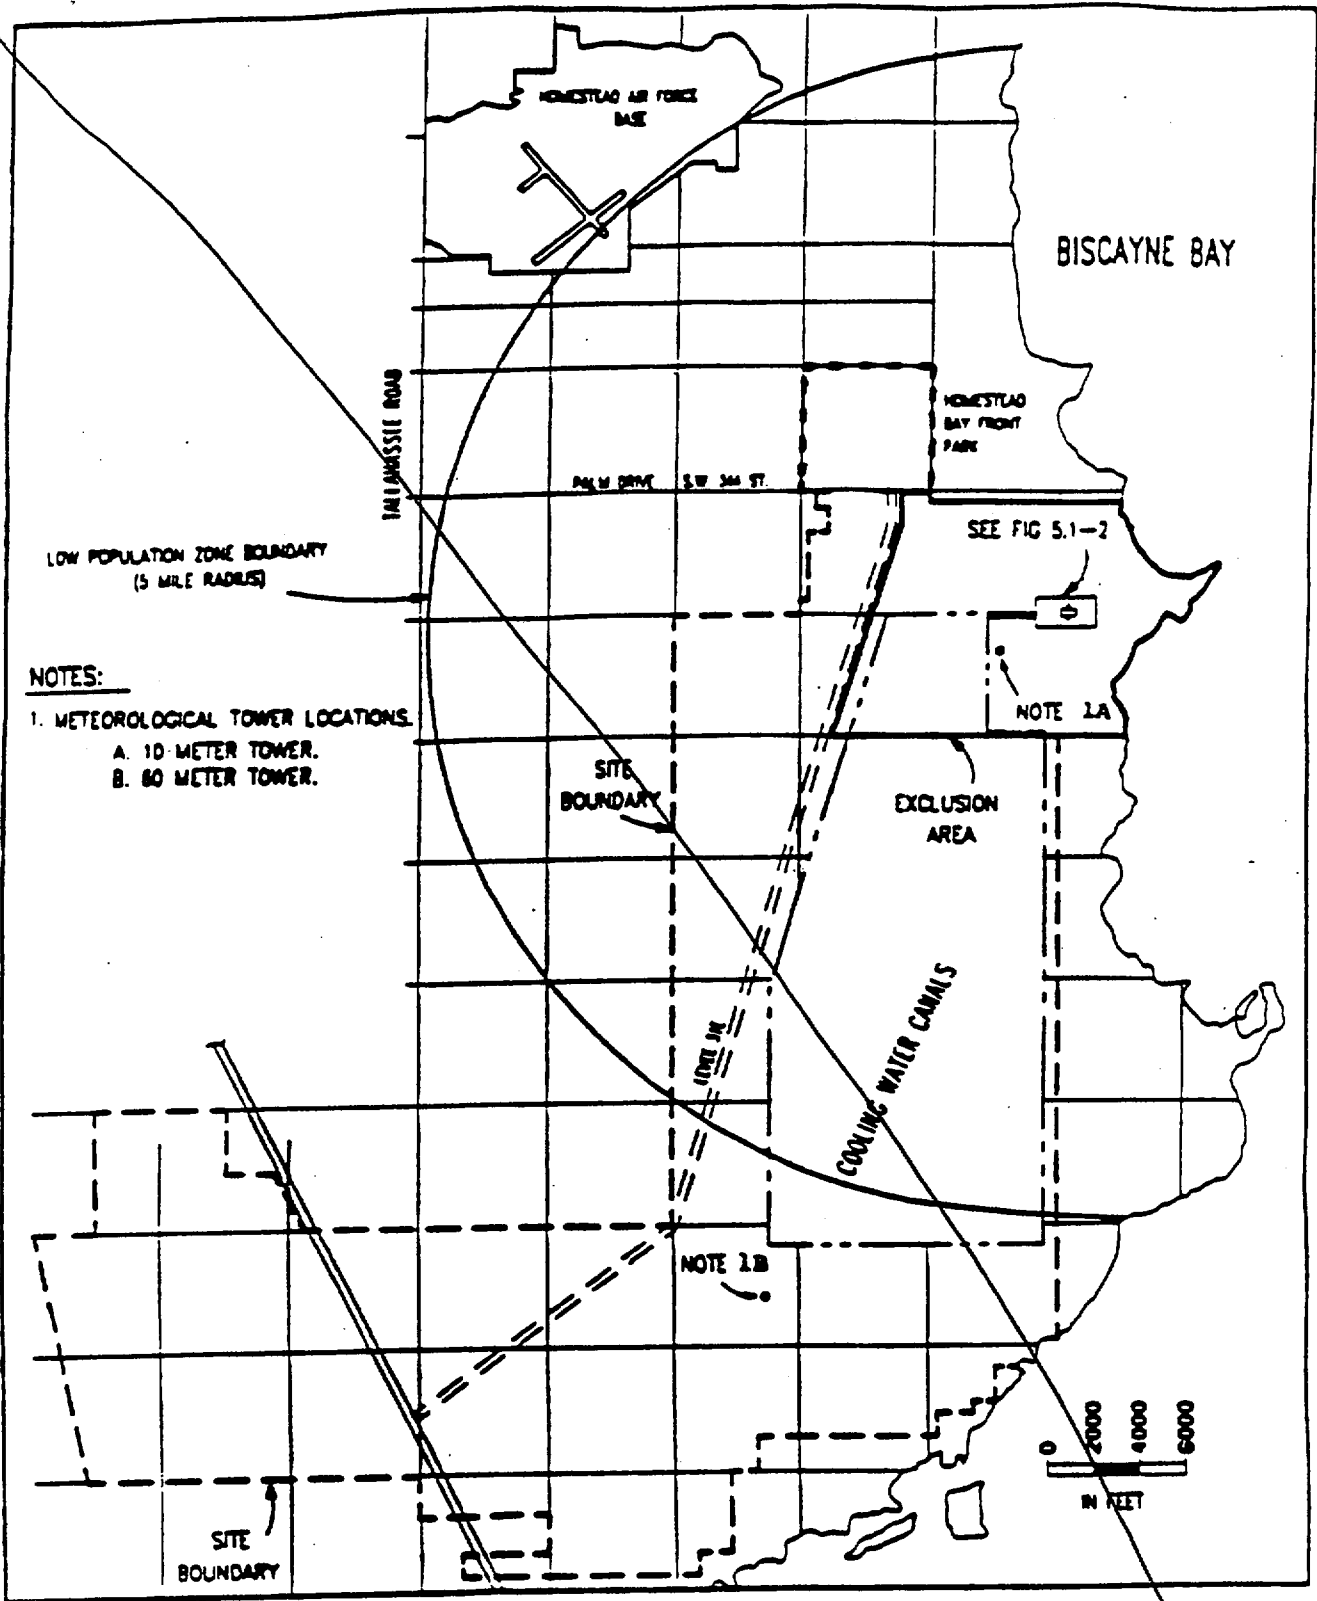 HOMESTEAD AIR FORCE
BASE
BISCAYNE BAY
TALLAHASSEE ROAD
HOMESTEAD
BAY FRONT
PARK
PALM DRIVE S.W. 344 ST.
SEE FIG 5.1-2
LOW POPULATION ZONE BOUNDARY
(5 MILE RADIUS)
NOTES:
1. METEOROLOGICAL TOWER LOCATIONS.
A. 10 METER TOWER.
B. 60 METER TOWER.
NOTE 1A
SITE
BOUNDARY
EXCLUSION
AREA
COOLING WATER CANALS
LEVEE 31E
NOTE 1B
0 2000 4000 6000
IN FEET
SITE
BOUNDARY